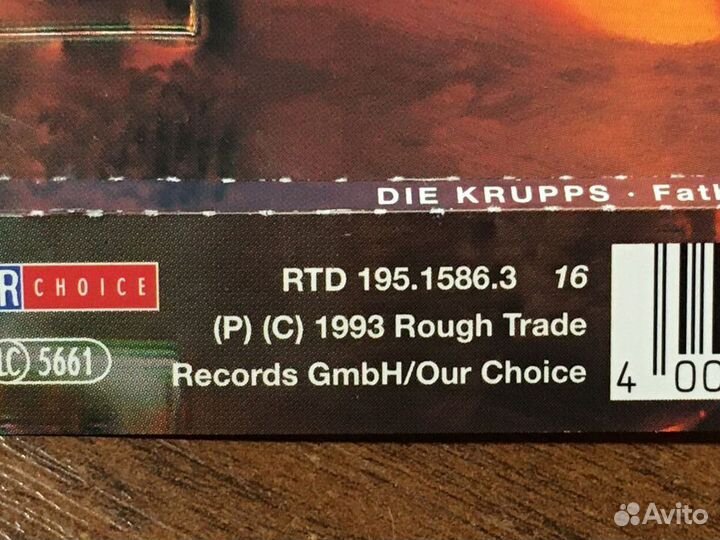 DIE KRUPPS · Fatl
R CHOICE
RTD 195.1586.3 16
(P) (C) 1993 Rough Trade
LC 5661
Records GmbH/Our Choice
4 00
Avito